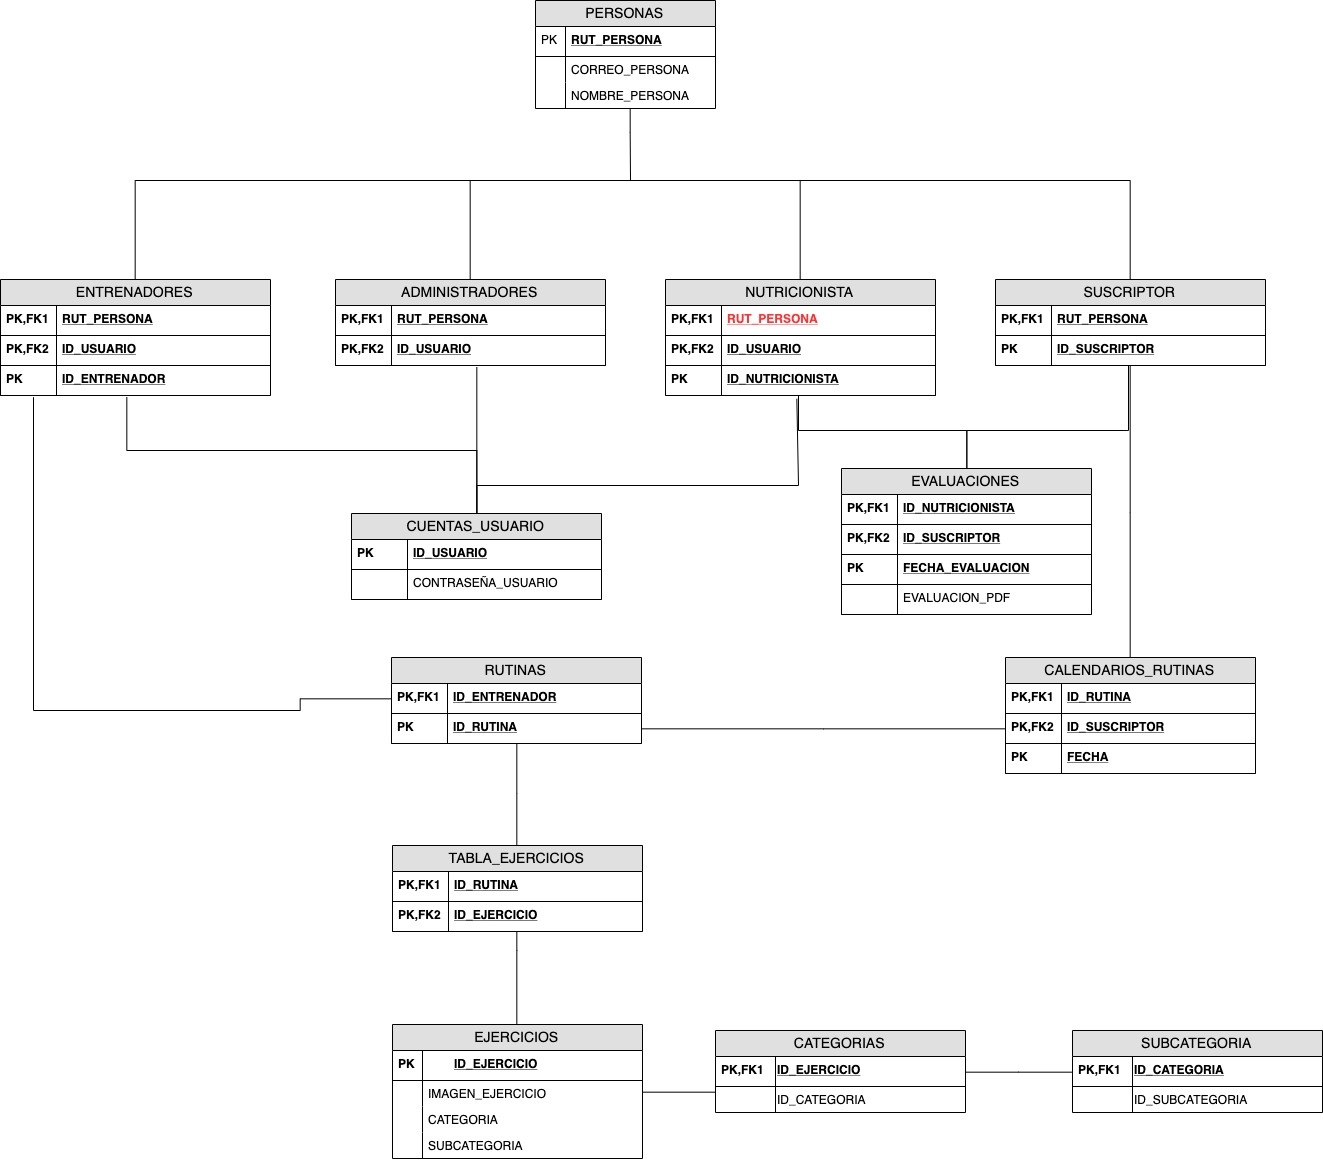 PERSONAS
PK RUT_PERSONA
CORREO_PERSONA
NOMBRE_PERSONA
ENTRENADORES
PK,FK1 RUT_PERSONA
PK,FK2 ID_USUARIO
PK ID_ENTRENADOR
ADMINISTRADORES
PK,FK1 RUT_PERSONA
PK,FK2 ID_USUARIO
NUTRICIONISTA
PK,FK1 RUT_PERSONA
PK,FK2 ID_USUARIO
PK ID_NUTRICIONISTA
SUSCRIPTOR
PK,FK1 RUT_PERSONA
PK ID_SUSCRIPTOR
EVALUACIONES
PK,FK1 ID_NUTRICIONISTA
PK,FK2 ID_SUSCRIPTOR
PK FECHA_EVALUACION
EVALUACION_PDF
CUENTAS_USUARIO
PK ID_USUARIO
CONTRASEÑA_USUARIO
RUTINAS
PK,FK1 ID_ENTRENADOR
PK ID_RUTINA
CALENDARIOS_RUTINAS
PK,FK1 ID_RUTINA
PK,FK2 ID_SUSCRIPTOR
PK FECHA
TABLA_EJERCICIOS
PK,FK1 ID_RUTINA
PK,FK2 ID_EJERCICIO
EJERCICIOS
PK ID_EJERCICIO
IMAGEN_EJERCICIO
CATEGORIA
SUBCATEGORIA
CATEGORIAS
PK,FK1 ID_EJERCICIO
ID_CATEGORIA
SUBCATEGORIA
PK,FK1 ID_CATEGORIA
ID_SUBCATEGORIA